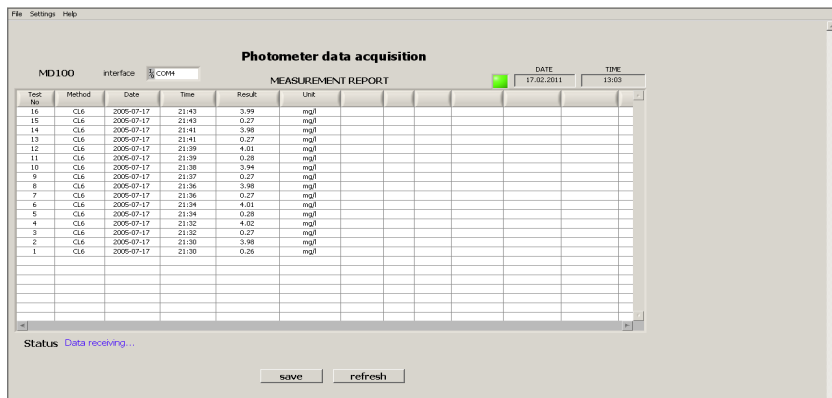 File Settings Help
Photometer data acquisition
MD100 interface COM4
MEASUREMENT REPORT
DATE TIME
17.02.2011 13:03
Test No Method Date Time Result Unit
16 CL6 2005-07-17 21:43 3.99 mg/l
15 CL6 2005-07-17 21:43 0.27 mg/l
14 CL6 2005-07-17 21:41 3.98 mg/l
13 CL6 2005-07-17 21:41 0.27 mg/l
12 CL6 2005-07-17 21:39 4.01 mg/l
11 CL6 2005-07-17 21:39 0.28 mg/l
10 CL6 2005-07-17 21:38 3.94 mg/l
9 CL6 2005-07-17 21:37 0.27 mg/l
8 CL6 2005-07-17 21:36 3.98 mg/l
7 CL6 2005-07-17 21:36 0.27 mg/l
6 CL6 2005-07-17 21:34 4.01 mg/l
5 CL6 2005-07-17 21:34 0.28 mg/l
4 CL6 2005-07-17 21:32 4.02 mg/l
3 CL6 2005-07-17 21:32 0.27 mg/l
2 CL6 2005-07-17 21:30 3.98 mg/l
1 CL6 2005-07-17 21:30 0.26 mg/l
Status Data receiving...
save refresh